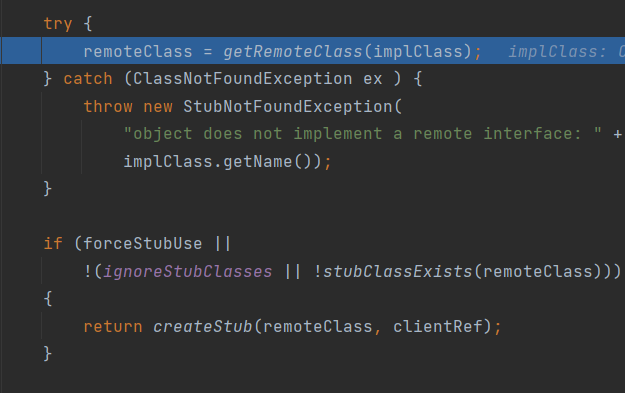 try {
remoteClass = getRemoteClass(implClass);   implClass:
} catch (ClassNotFoundException ex ) {
throw new StubNotFoundException(
"object does not implement a remote interface: " +
implClass.getName());
}
if (forceStubUse ||
!(ignoreStubClasses || !stubClassExists(remoteClass)))
{
return createStub(remoteClass, clientRef);
}